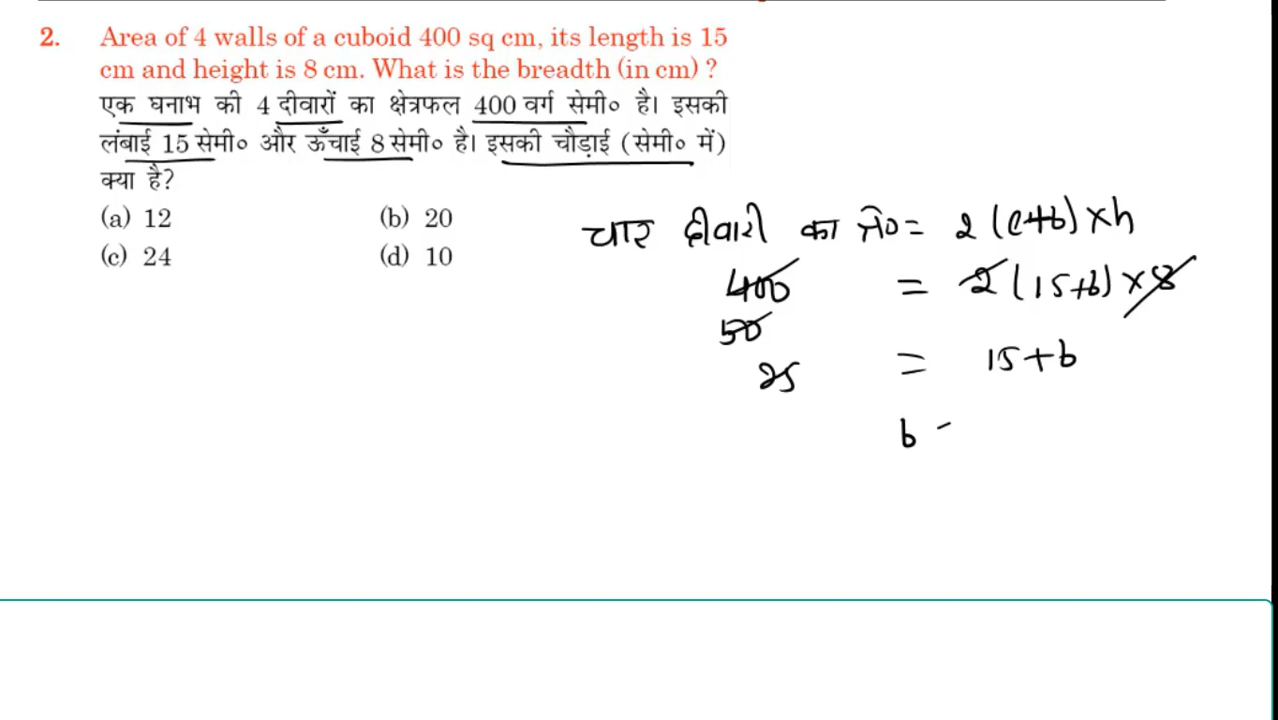 2. Area of 4 walls of a cuboid 400 sq cm, its length is 15
cm and height is 8 cm. What is the breadth (in cm) ?
एक घनाभ की 4 दीवारों का क्षेत्रफल 400 वर्ग सेमी० है। इसकी
लंबाई 15 सेमी० और ऊँचाई 8 सेमी० है। इसकी चौड़ाई (सेमी० में)
क्या है?
(a) 12 (b) 20
(c) 24 (d) 10
चार दीवारो का = 2 (l+b) × h
400 = 2 (15+b) × 8
50
25 = 15+b
b -